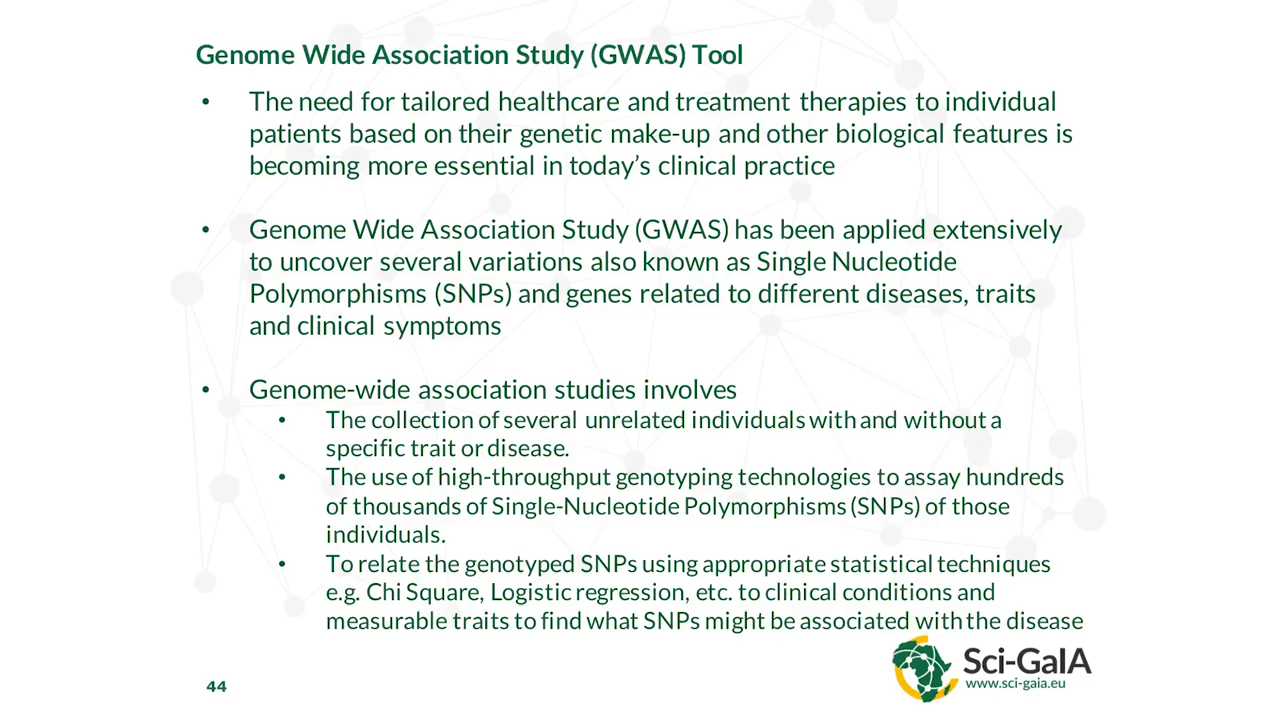 Genome Wide Association Study (GWAS) Tool
• The need for tailored healthcare and treatment therapies to individual
patients based on their genetic make-up and other biological features is
becoming more essential in today’s clinical practice
• Genome Wide Association Study (GWAS) has been applied extensively
to uncover several variations also known as Single Nucleotide
Polymorphisms (SNPs) and genes related to different diseases, traits
and clinical symptoms
• Genome-wide association studies involves
• The collection of several unrelated individuals with and without a
specific trait or disease.
• The use of high-throughput genotyping technologies to assay hundreds
of thousands of Single-Nucleotide Polymorphisms (SNPs) of those
individuals.
• To relate the genotyped SNPs using appropriate statistical techniques
e.g. Chi Square, Logistic regression, etc. to clinical conditions and
measurable traits to find what SNPs might be associated with the disease
Sci-GaIA
www.sci-gaia.eu
44